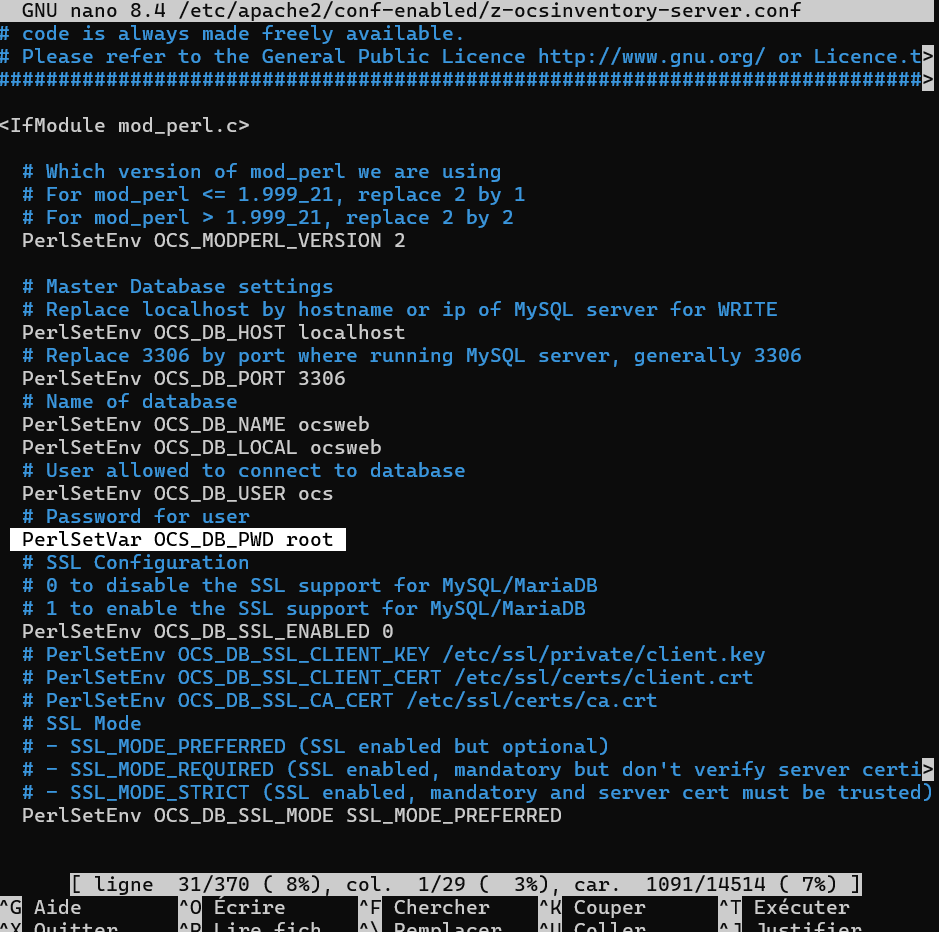 GNU nano 8.4 /etc/apache2/conf-enabled/z-ocsinventory-server.conf
# code is always made freely available.
# Please refer to the General Public Licence http://www.gnu.org/ or Licence.t>
##############################################################################>
<IfModule mod_perl.c>
# Which version of mod_perl we are using
# For mod_perl <= 1.999_21, replace 2 by 1
# For mod_perl > 1.999_21, replace 2 by 2
PerlSetEnv OCS_MODPERL_VERSION 2
# Master Database settings
# Replace localhost by hostname or ip of MySQL server for WRITE
PerlSetEnv OCS_DB_HOST localhost
# Replace 3306 by port where running MySQL server, generally 3306
PerlSetEnv OCS_DB_PORT 3306
# Name of database
PerlSetEnv OCS_DB_NAME ocsweb
PerlSetEnv OCS_DB_LOCAL ocsweb
# User allowed to connect to database
PerlSetEnv OCS_DB_USER ocs
# Password for user
PerlSetVar OCS_DB_PWD root
# SSL Configuration
# 0 to disable the SSL support for MySQL/MariaDB
# 1 to enable the SSL support for MySQL/MariaDB
PerlSetEnv OCS_DB_SSL_ENABLED 0
# PerlSetEnv OCS_DB_SSL_CLIENT_KEY /etc/ssl/private/client.key
# PerlSetEnv OCS_DB_SSL_CLIENT_CERT /etc/ssl/certs/client.crt
# PerlSetEnv OCS_DB_SSL_CA_CERT /etc/ssl/certs/ca.crt
# SSL Mode
# - SSL_MODE_PREFERRED (SSL enabled but optional)
# - SSL_MODE_REQUIRED (SSL enabled, mandatory but don't verify server certi>
# - SSL_MODE_STRICT (SSL enabled, mandatory and server cert must be trusted)
PerlSetEnv OCS_DB_SSL_MODE SSL_MODE_PREFERRED
[ ligne 31/370 ( 8%), col. 1/29 ( 3%), car. 1091/14514 ( 7%) ]
^G Aide ^O Écrire ^F Chercher ^K Couper ^T Exécuter
^X Quitter ^R Lire fich. ^\ Remplacer ^U Coller ^J Justifier